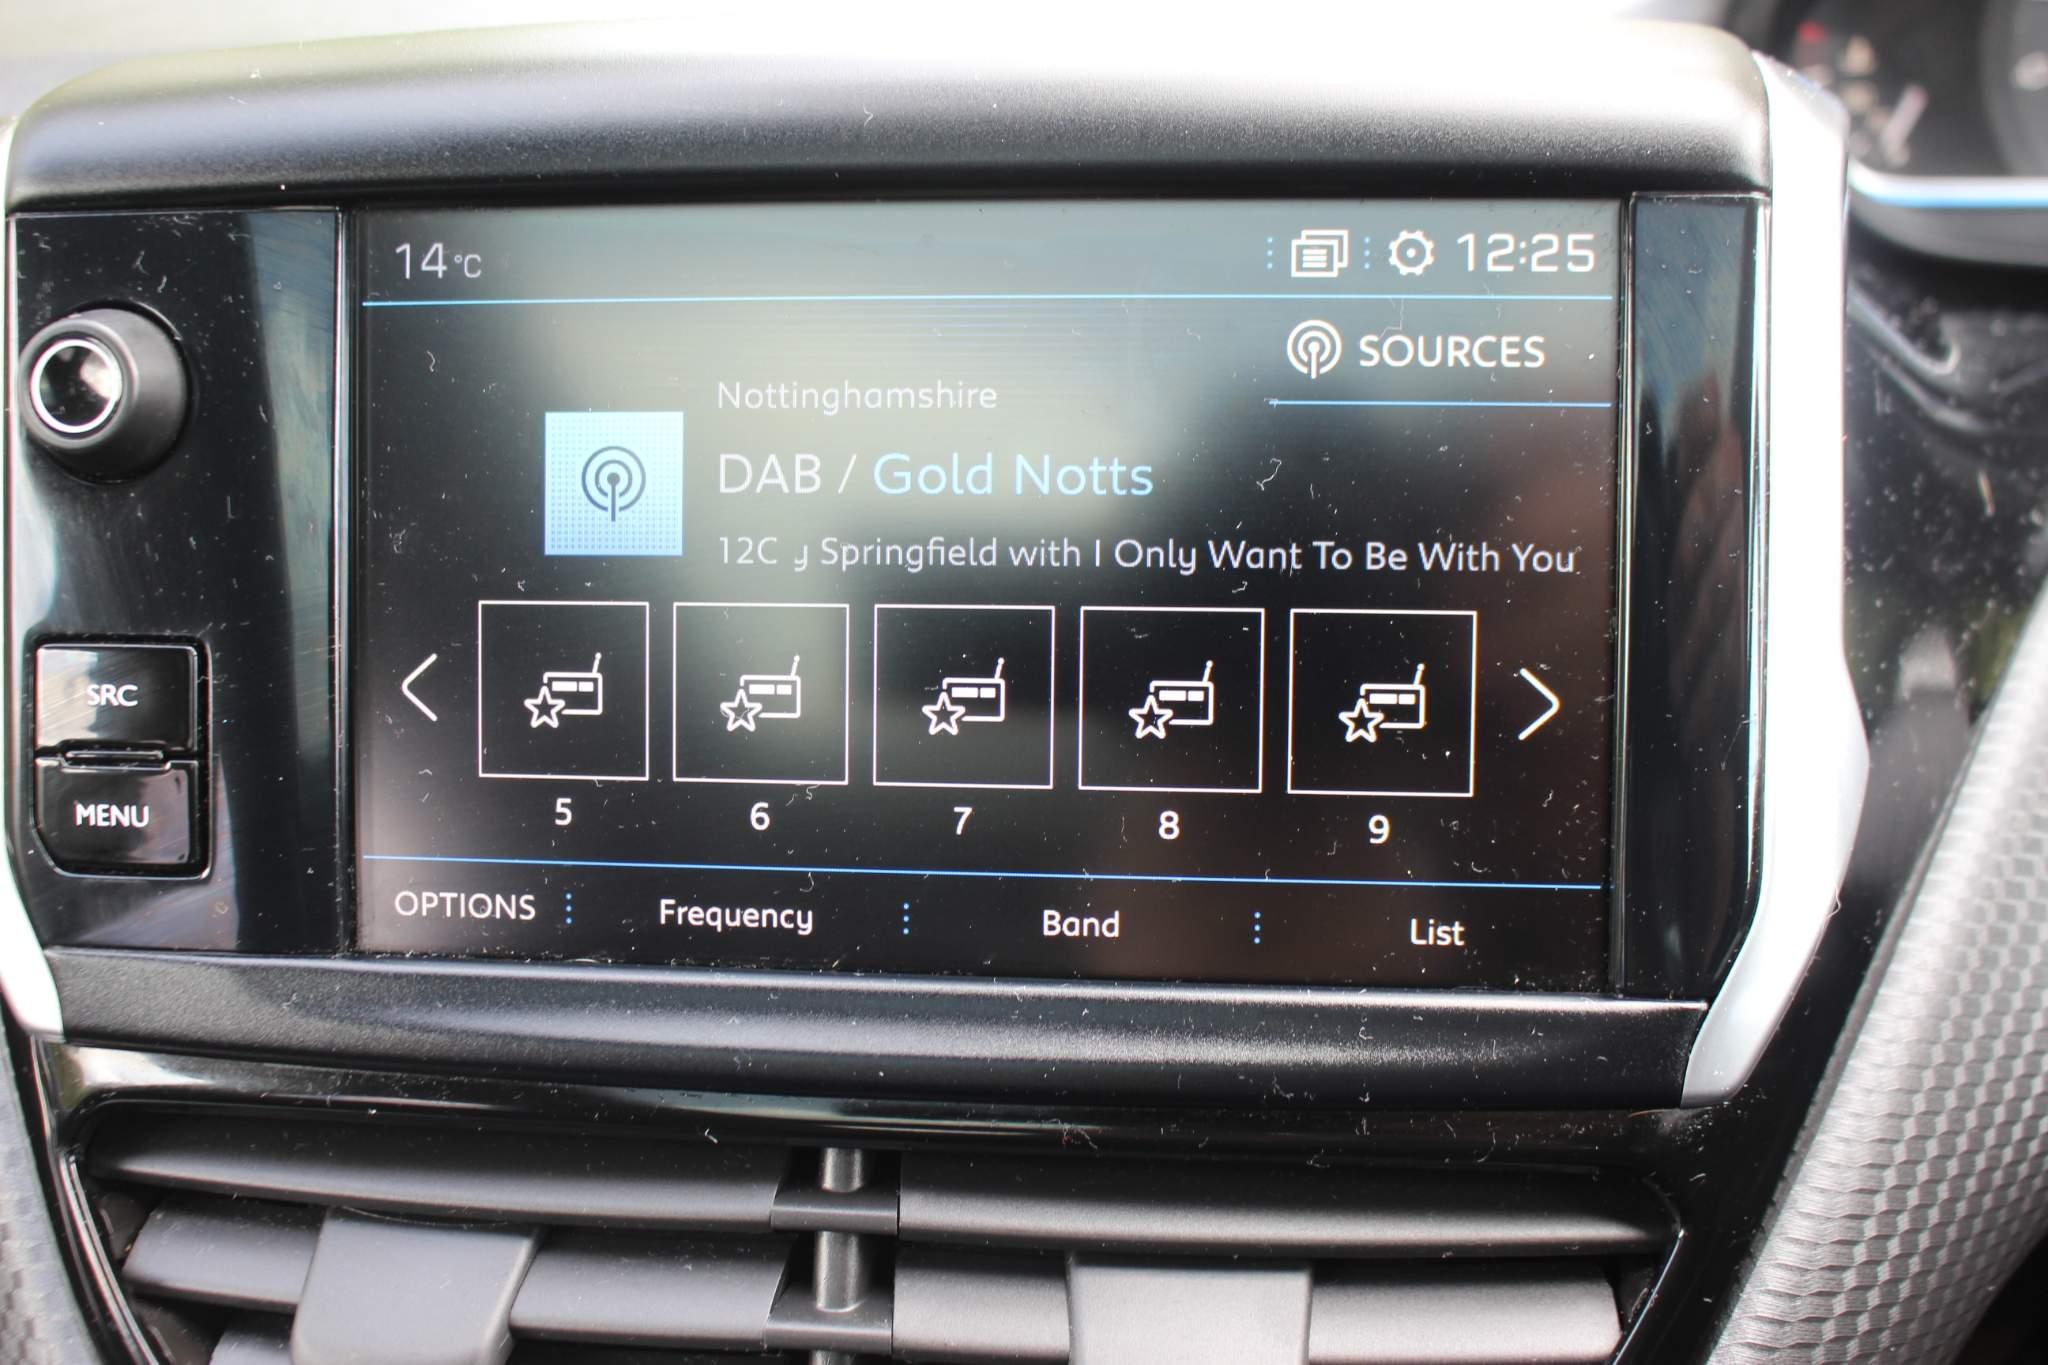 14 °C
12:25
SOURCES
Nottinghamshire
DAB / Gold Notts
12C y Springfield with I Only Want To Be With You
SRC
MENU
5 6 7 8 9
OPTIONS Frequency Band List